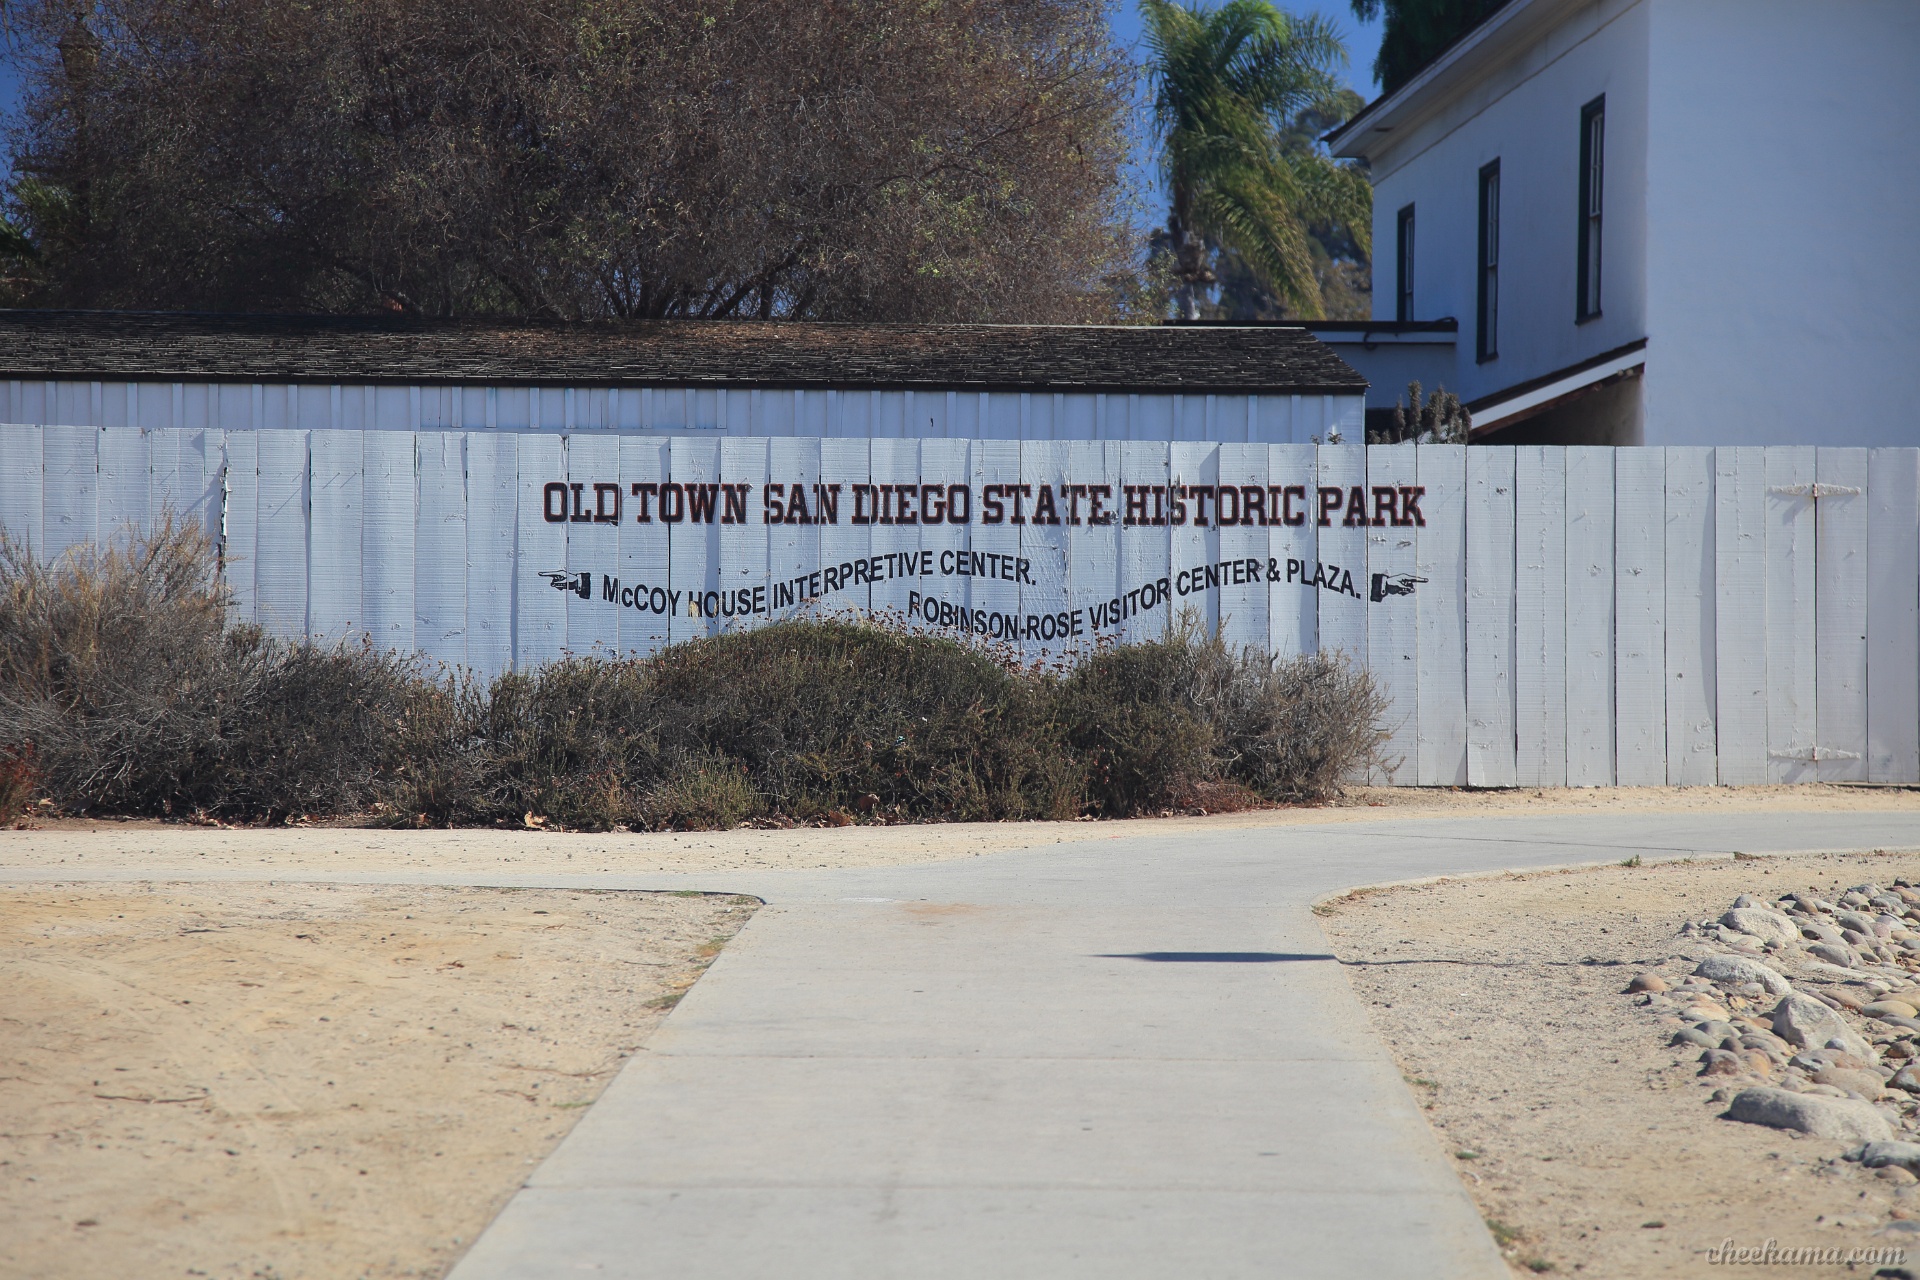 OLD TOWN SAN DIEGO STATE HISTORIC PARK
McCOY HOUSE INTERPRETIVE CENTER.
ROBINSON-ROSE VISITOR CENTER & PLAZA.
cheekama.com